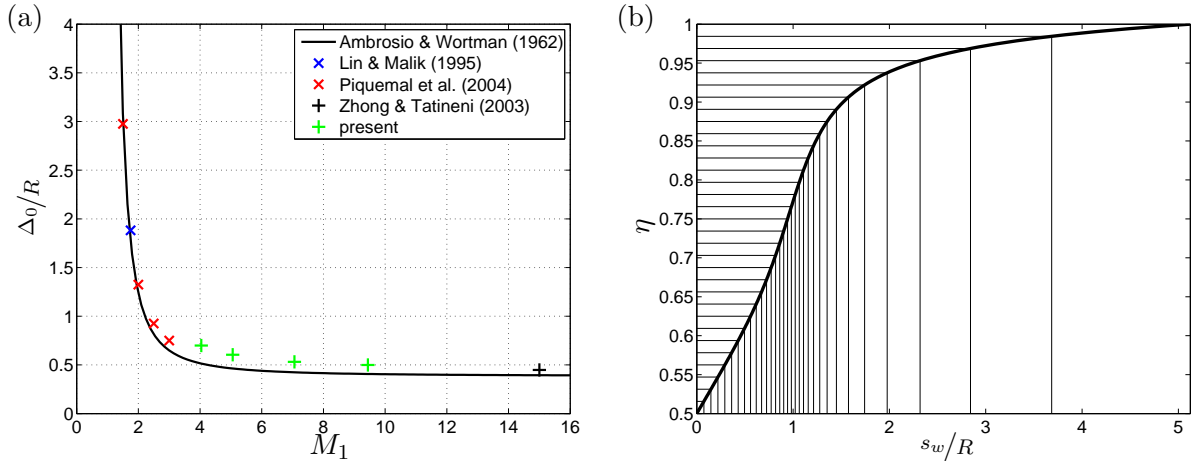 (a)
4
3.5
3
2.5
2
1.5
1
0.5
0
Δ₀/R
0 2 4 6 8 10 12 14 16
M₁
Ambrosio & Wortman (1962)
Lin & Malik (1995)
Piquemal et al. (2004)
Zhong & Tatineni (2003)
present
(b)
1
0.95
0.9
0.85
0.8
0.75
0.7
0.65
0.6
0.55
0.5
η
0 1 2 3 4 5
s_w/R